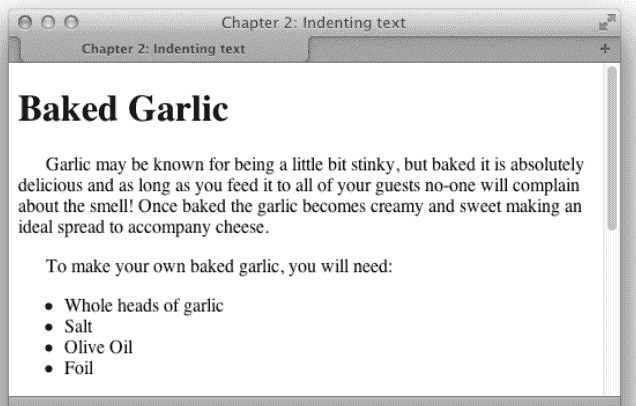 Chapter 2: Indenting text
Chapter 2: Indenting text
Baked Garlic
Garlic may be known for being a little bit stinky, but baked it is absolutely
delicious and as long as you feed it to all of your guests no-one will complain
about the smell! Once baked the garlic becomes creamy and sweet making an
ideal spread to accompany cheese.
To make your own baked garlic, you will need:
• Whole heads of garlic
• Salt
• Olive Oil
• Foil